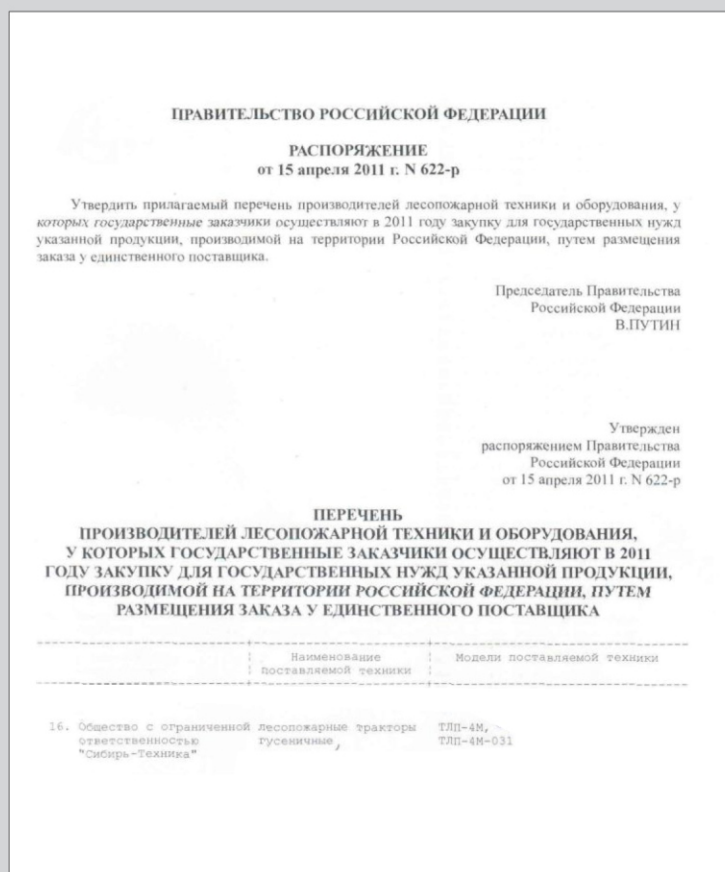 ПРАВИТЕЛЬСТВО РОССИЙСКОЙ ФЕДЕРАЦИИ
РАСПОРЯЖЕНИЕ
от 15 апреля 2011 г. N 622-р
Утвердить прилагаемый перечень производителей лесопожарной техники и оборудования, у
которых государственные заказчики осуществляют в 2011 году закупку для государственных нужд
указанной продукции, производимой на территории Российской Федерации, путем размещения
заказа у единственного поставщика.
Председатель Правительства
Российской Федерации
В.ПУТИН
Утвержден
распоряжением Правительства
Российской Федерации
от 15 апреля 2011 г. N 622-р
ПЕРЕЧЕНЬ
ПРОИЗВОДИТЕЛЕЙ ЛЕСОПОЖАРНОЙ ТЕХНИКИ И ОБОРУДОВАНИЯ,
У КОТОРЫХ ГОСУДАРСТВЕННЫЕ ЗАКАЗЧИКИ ОСУЩЕСТВЛЯЮТ В 2011
ГОДУ ЗАКУПКУ ДЛЯ ГОСУДАРСТВЕННЫХ НУЖД УКАЗАННОЙ ПРОДУКЦИИ,
ПРОИЗВОДИМОЙ НА ТЕРРИТОРИИ РОССИЙСКОЙ ФЕДЕРАЦИИ, ПУТЕМ
РАЗМЕЩЕНИЯ ЗАКАЗА У ЕДИНСТВЕННОГО ПОСТАВЩИКА
Наименование Модели поставляемой техники
поставляемой техники
16. Общество с ограниченной лесопожарные тракторы ТЛП-4М,
ответственностью гусеничные, ТЛП-4М-031
"Сибирь-Техника"